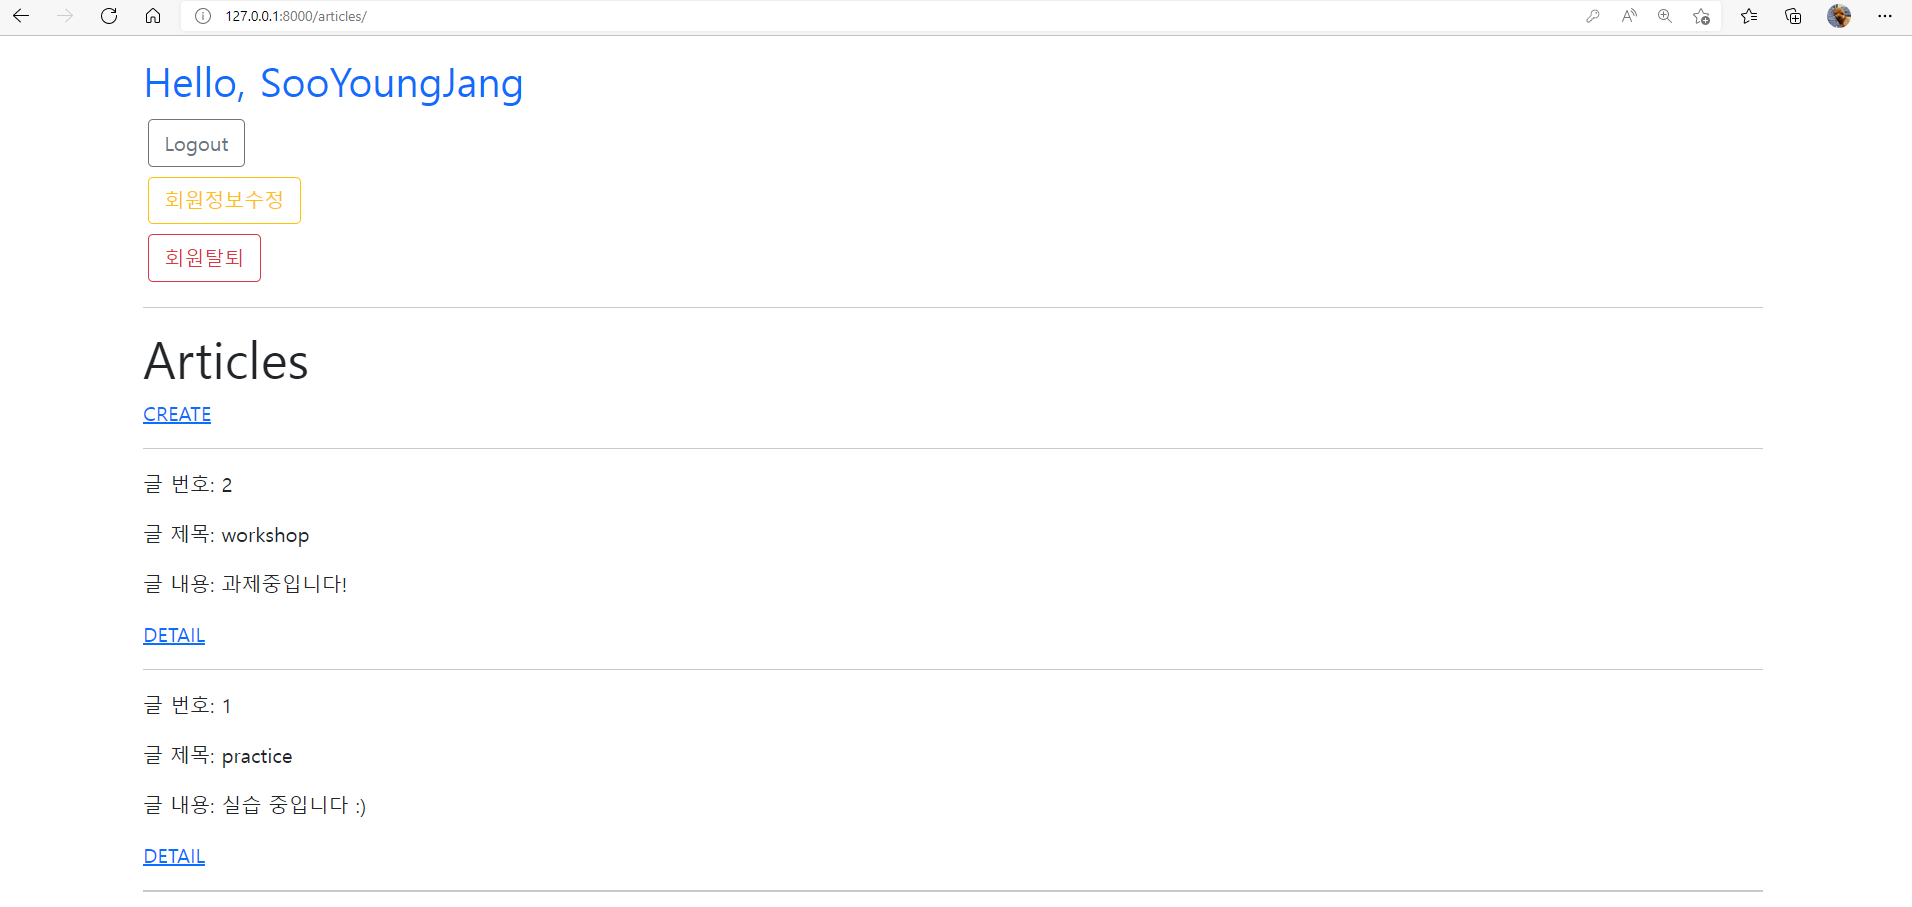 127.0.0.1:8000/articles/
Hello, SooYoungJang
Logout
회원정보수정
회원탈퇴
Articles
CREATE
글 번호: 2
글 제목: workshop
글 내용: 과제중입니다!
DETAIL
글 번호: 1
글 제목: practice
글 내용: 실습 중입니다 :)
DETAIL